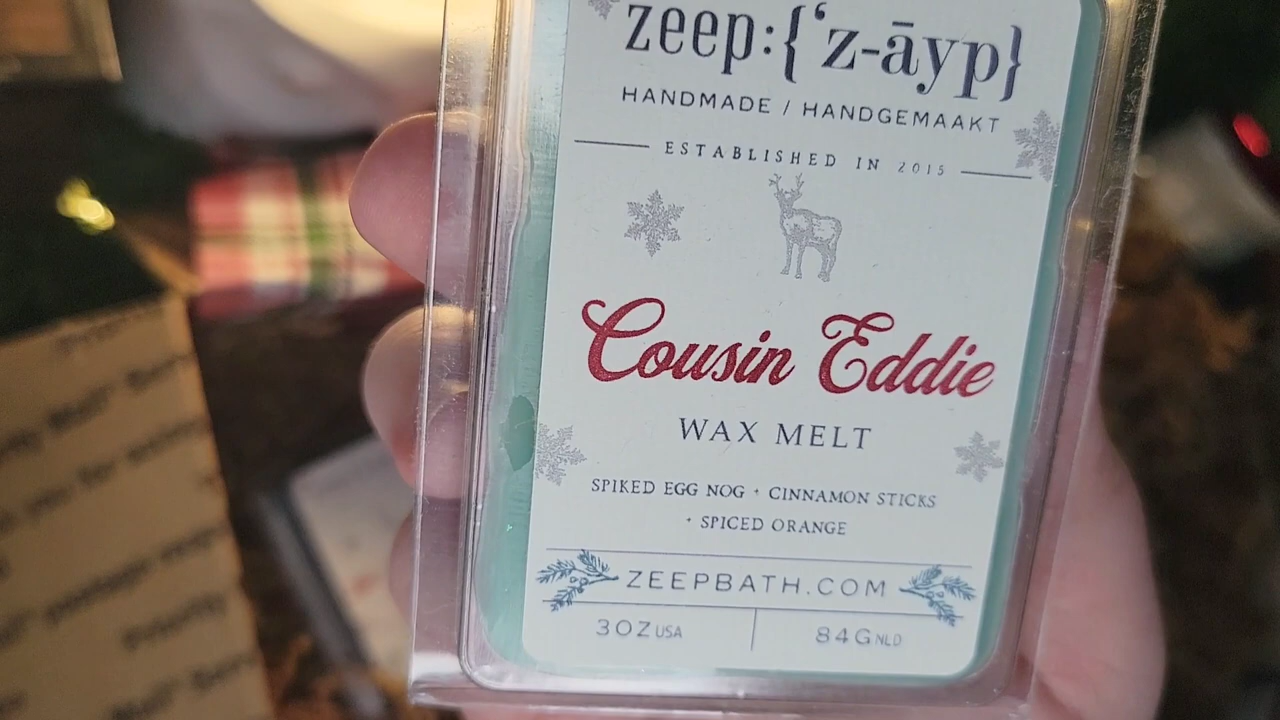 zeep:{'z-āyp}
HANDMADE / HANDGEMAAKT
ESTABLISHED IN 2015
Cousin Eddie
WAX MELT
SPIKED EGG NOG + CINNAMON STICKS
+ SPICED ORANGE
ZEEPBATH.COM
3OZ USA
84G NLD
Priority